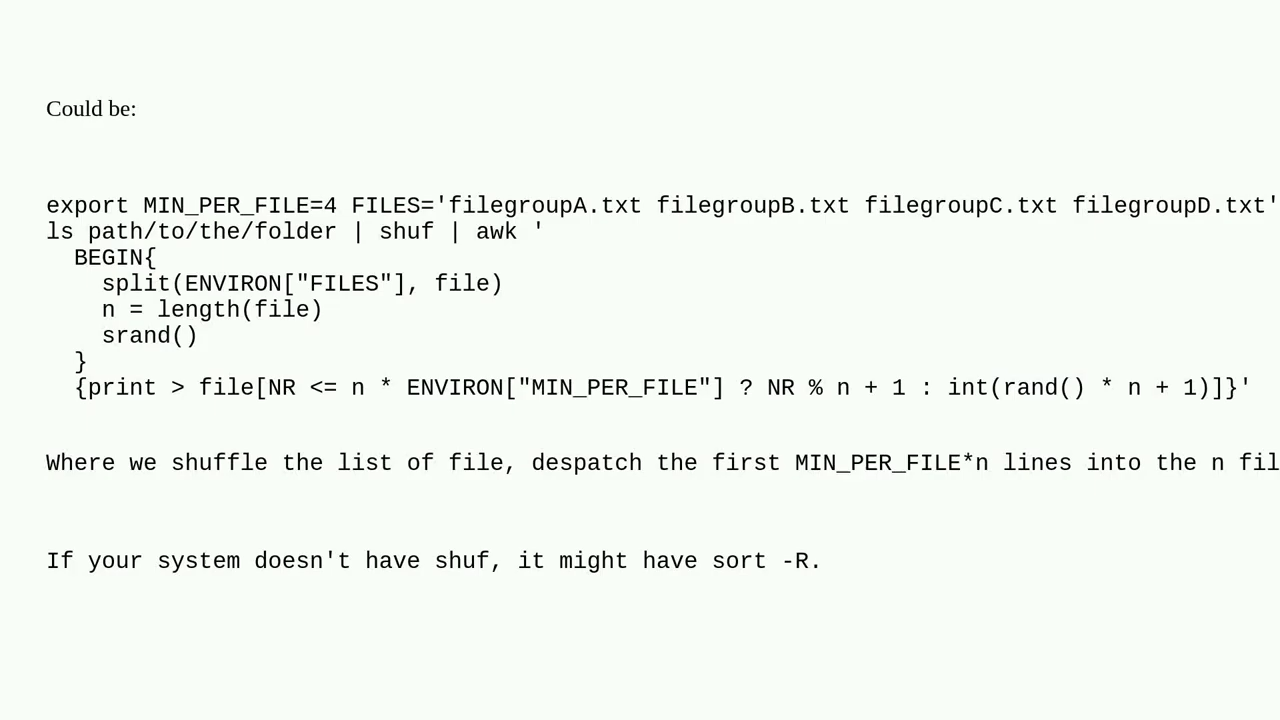 Could be:
export MIN_PER_FILE=4 FILES='filegroupA.txt filegroupB.txt filegroupC.txt filegroupD.txt'
ls path/to/the/folder | shuf | awk '
  BEGIN{
    split(ENVIRON["FILES"], file)
    n = length(file)
    srand()
  }
  {print > file[NR <= n * ENVIRON["MIN_PER_FILE"] ? NR % n + 1 : int(rand() * n + 1)]}'
Where we shuffle the list of file, despatch the first MIN_PER_FILE*n lines into the n
If your system doesn't have shuf, it might have sort -R.